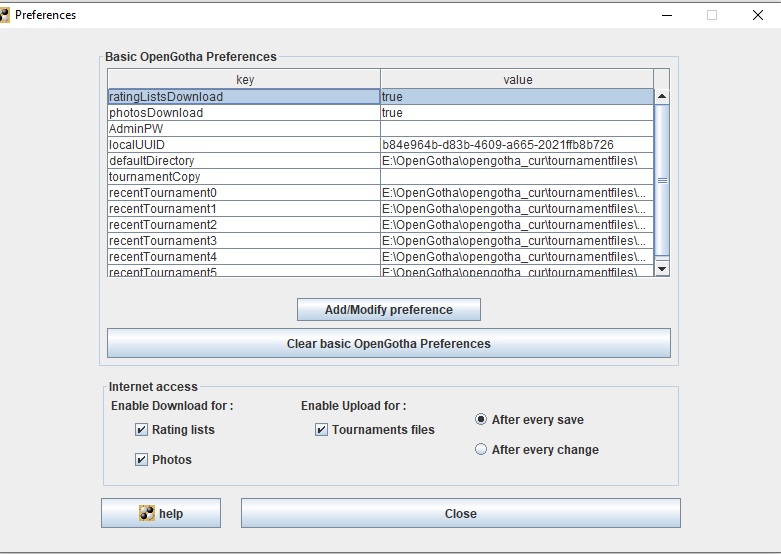 Preferences
Basic OpenGotha Preferences
key value
ratingListsDownload true
photosDownload true
AdminPW
localUUID b84e964b-d83b-4609-a665-2021ffb8b726
defaultDirectory E:\OpenGotha\opengotha_cur\tournamentfiles\
tournamentCopy
recentTournament0 E:\OpenGotha\opengotha_cur\tournamentfiles\...
recentTournament1 E:\OpenGotha\opengotha_cur\tournamentfiles\...
recentTournament2 E:\OpenGotha\opengotha_cur\tournamentfiles\...
recentTournament3 E:\OpenGotha\opengotha_cur\tournamentfiles\...
recentTournament4 E:\OpenGotha\opengotha_cur\tournamentfiles\...
recentTournament5 E:\OpenGotha\opengotha_cur\tournamentfiles\...
Add/Modify preference
Clear basic OpenGotha Preferences
Internet access
Enable Download for : Enable Upload for :
After every save
Rating lists Tournaments files
After every change
Photos
help Close